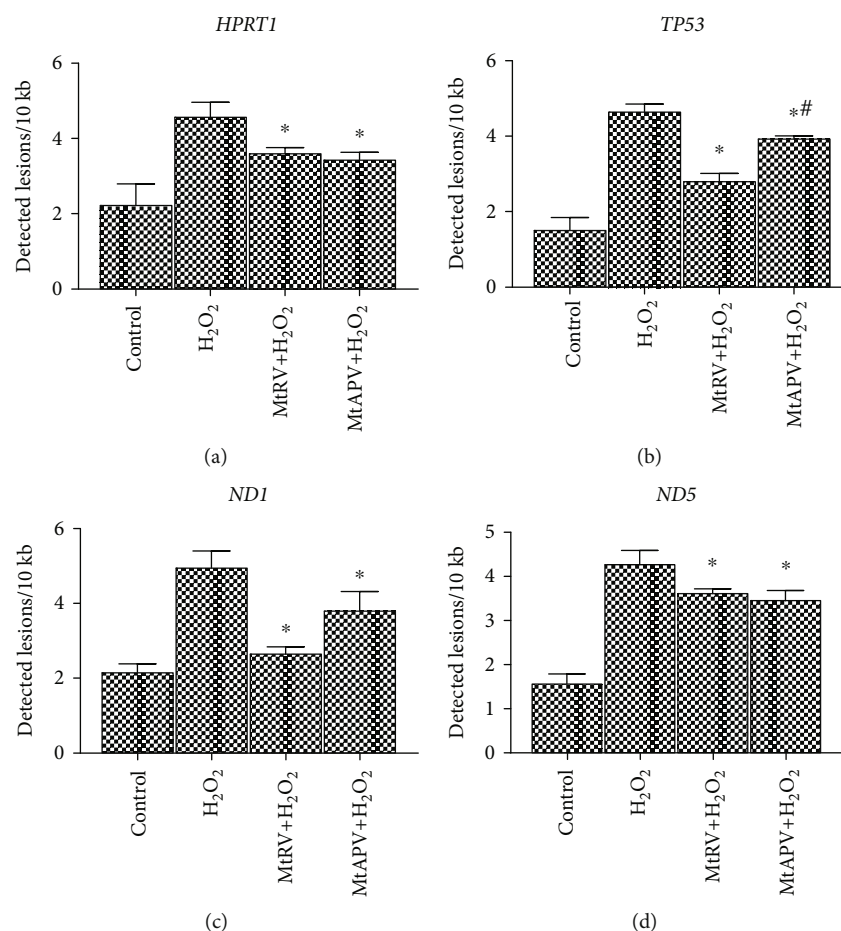 HPRT1
Detected lesions/10 kb
6
4
2
0
*
*
Control
H₂O₂
MtRV+H₂O₂
MtAPV+H₂O₂
(a)
TP53
Detected lesions/10 kb
6
4
2
0
*
*#
Control
H₂O₂
MtRV+H₂O₂
MtAPV+H₂O₂
(b)
ND1
Detected lesions/10 kb
6
4
2
0
*
*
Control
H₂O₂
MtRV+H₂O₂
MtAPV+H₂O₂
(c)
ND5
Detected lesions/10 kb
5
4
3
2
1
0
*
*
Control
H₂O₂
MtRV+H₂O₂
MtAPV+H₂O₂
(d)